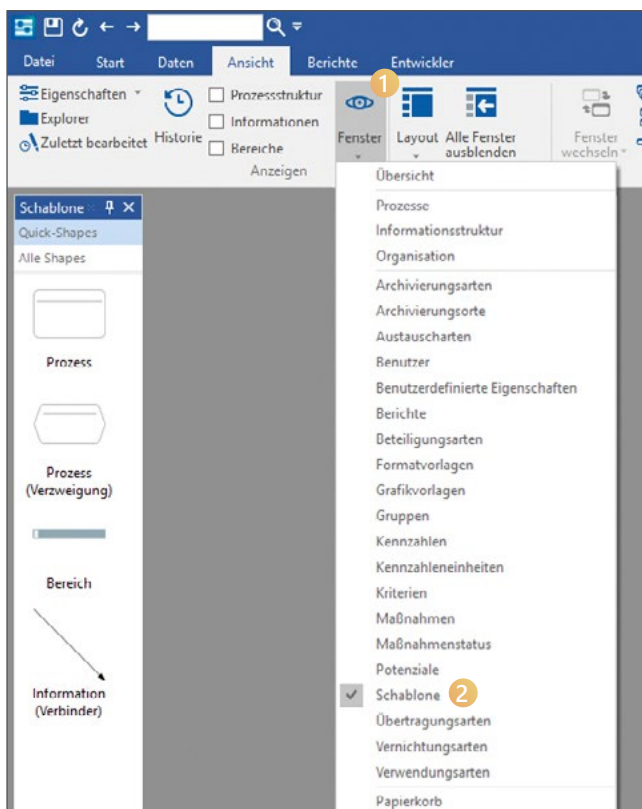 Datei Start Daten Ansicht Berichte Entwickler
1
Eigenschaften
Explorer
Zuletzt bearbeitet
Historie
Prozessstruktur
Informationen
Bereiche
Anzeigen
Fenster
Layout
Alle Fenster
ausblenden
Fenster
wechseln
Schablone
Quick-Shapes
Alle Shapes
Prozess
Prozess
(Verzweigung)
Bereich
Information
(Verbinder)
Übersicht
Prozesse
Informationsstruktur
Organisation
Archivierungsarten
Archivierungsorte
Austauscharten
Benutzer
Benutzerdefinierte Eigenschaften
Berichte
Beteiligungsarten
Formatvorlagen
Grafikvorlagen
Gruppen
Kennzahlen
Kennzahleneinheiten
Kriterien
Maßnahmen
Maßnahmenstatus
Potenziale
Schablone 2
Übertragungsarten
Vernichtungsarten
Verwendungsarten
Papierkorb